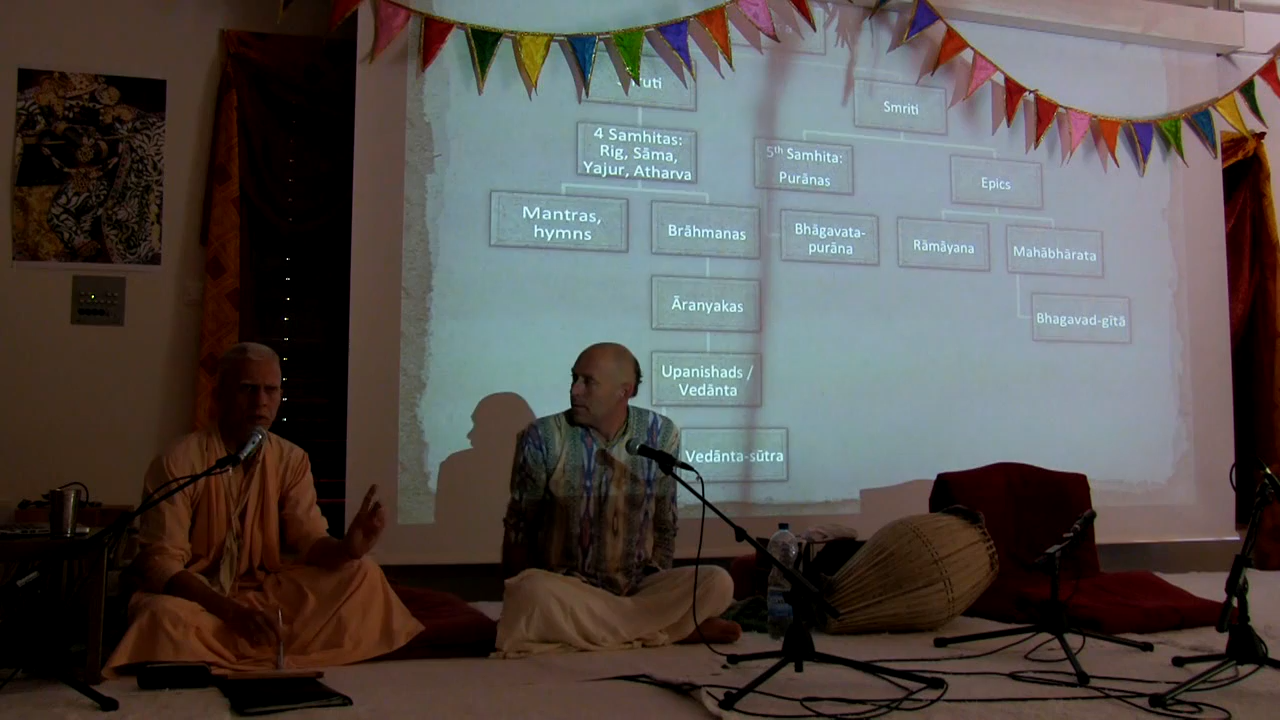 Smriti
4 Samhitas:
Rig, Sāma,
Yajur, Atharva
5th Samhita:
Purānas
Epics
Mantras,
hymns
Brāhmanas
Bhāgavata-
purāna
Rāmāyana
Mahābhārata
Āranyakas
Bhagavad-gītā
Upanishads /
Vedānta
Vedānta-sūtra